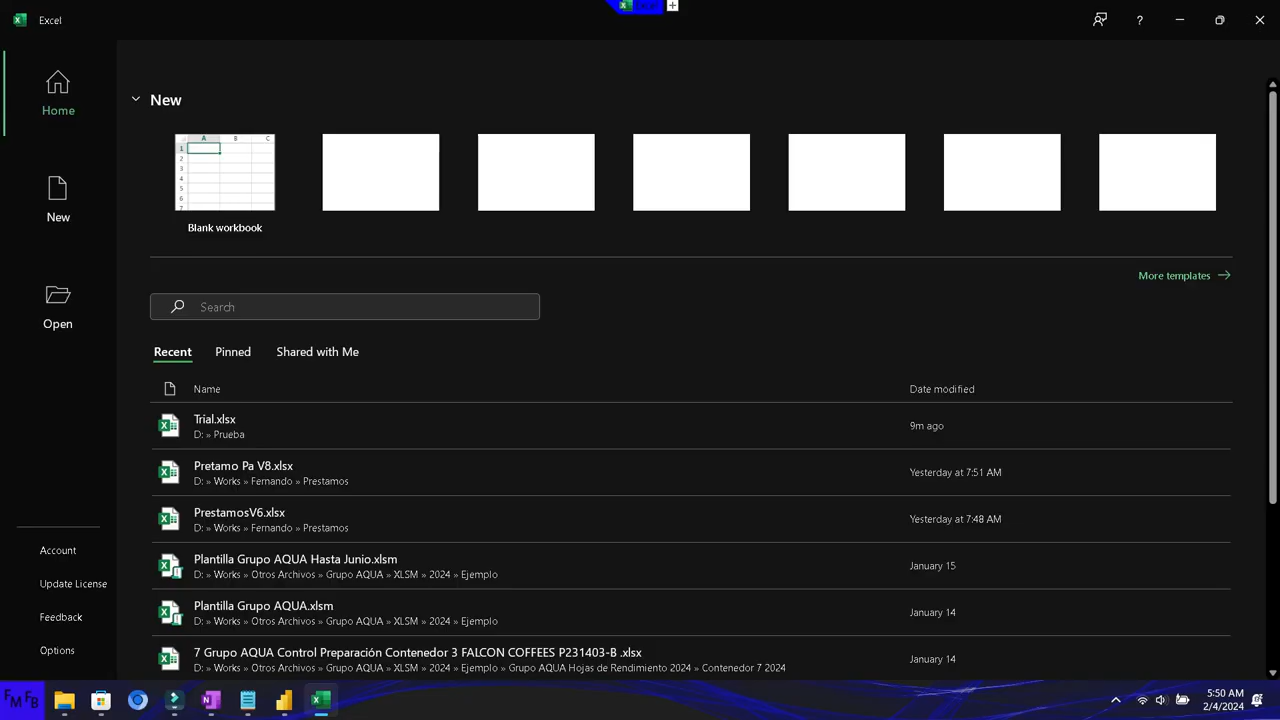 Excel
Excel
?
Home
New
Open
New
A B C
1
2
3
4
5
6
7
Blank workbook
More templates
Search
Recent Pinned Shared with Me
Name Date modified
Trial.xlsx
D: » Prueba
9m ago
Pretamo Pa V8.xlsx
D: » Works » Fernando » Prestamos
Yesterday at 7:51 AM
PrestamosV6.xlsx
D: » Works » Fernando » Prestamos
Yesterday at 7:48 AM
Plantilla Grupo AQUA Hasta Junio.xlsm
D: » Works » Otros Archivos » Grupo AQUA » XLSM » 2024 » Ejemplo
January 15
Plantilla Grupo AQUA.xlsm
D: » Works » Otros Archivos » Grupo AQUA » XLSM » 2024 » Ejemplo
January 14
7 Grupo AQUA Control Preparación Contenedor 3 FALCON COFFEES P231403-B .xlsx
D: » Works » Otros Archivos » Grupo AQUA » XLSM » 2024 » Ejemplo » Grupo AQUA Hojas de Rendimiento 2024 » Contenedor 7 2024
January 14
Account
Update License
Feedback
Options
FMFB
5:50 AM
2/4/2024